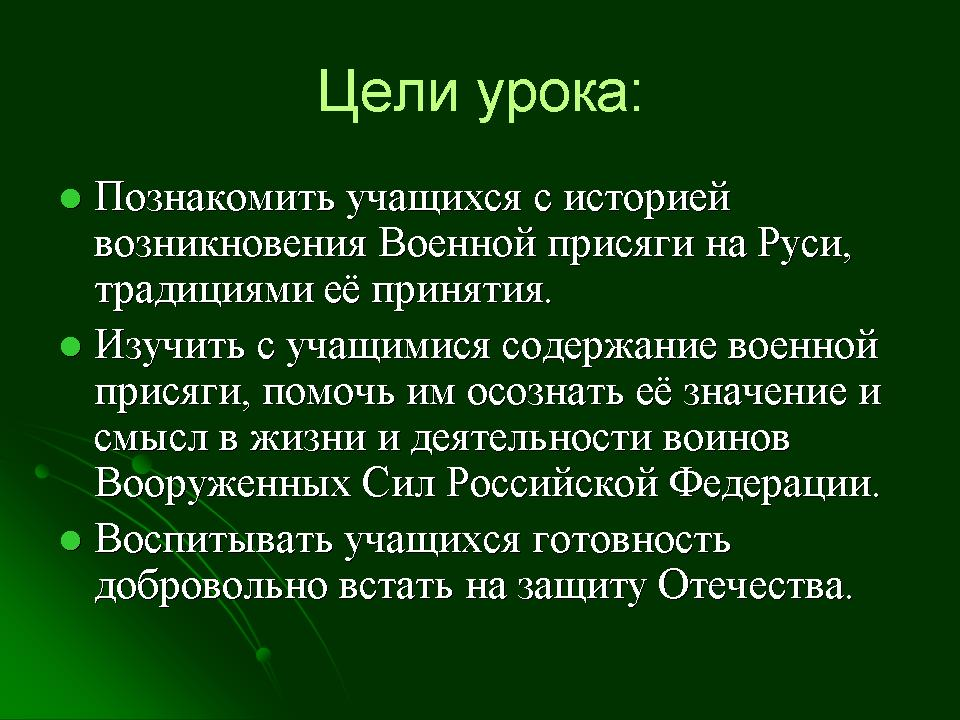 Цели урока:
Познакомить учащихся с историей
возникновения Военной присяги на Руси,
традициями её принятия.
Изучить с учащимися содержание военной
присяги, помочь им осознать её значение и
смысл в жизни и деятельности воинов
Вооруженных Сил Российской Федерации.
Воспитывать учащихся готовность
добровольно встать на защиту Отечества.